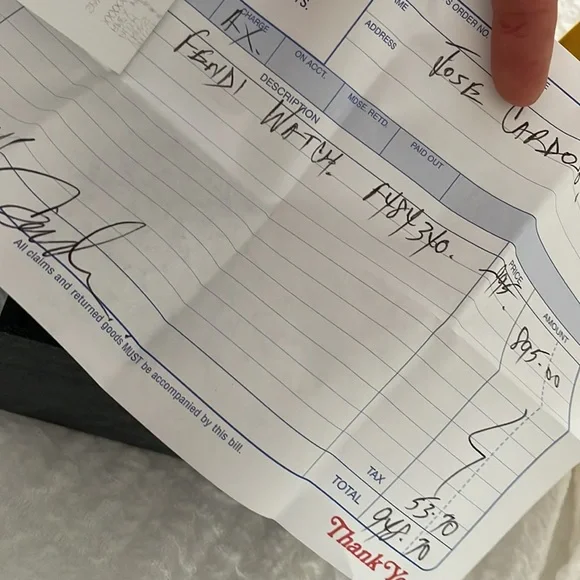 S ORDER NO.
ADDRESS
JOSE CARDO
CHARGE
ON ACCT.
MDSE. RETD.
PAID OUT
AX.
DESCRIPTION
PRICE
AMOUNT
FENDI WATCH. F484340.
895.00
TAX
53.70
TOTAL
948.70
All claims and returned goods MUST be accompanied by this bill.
Thank Y